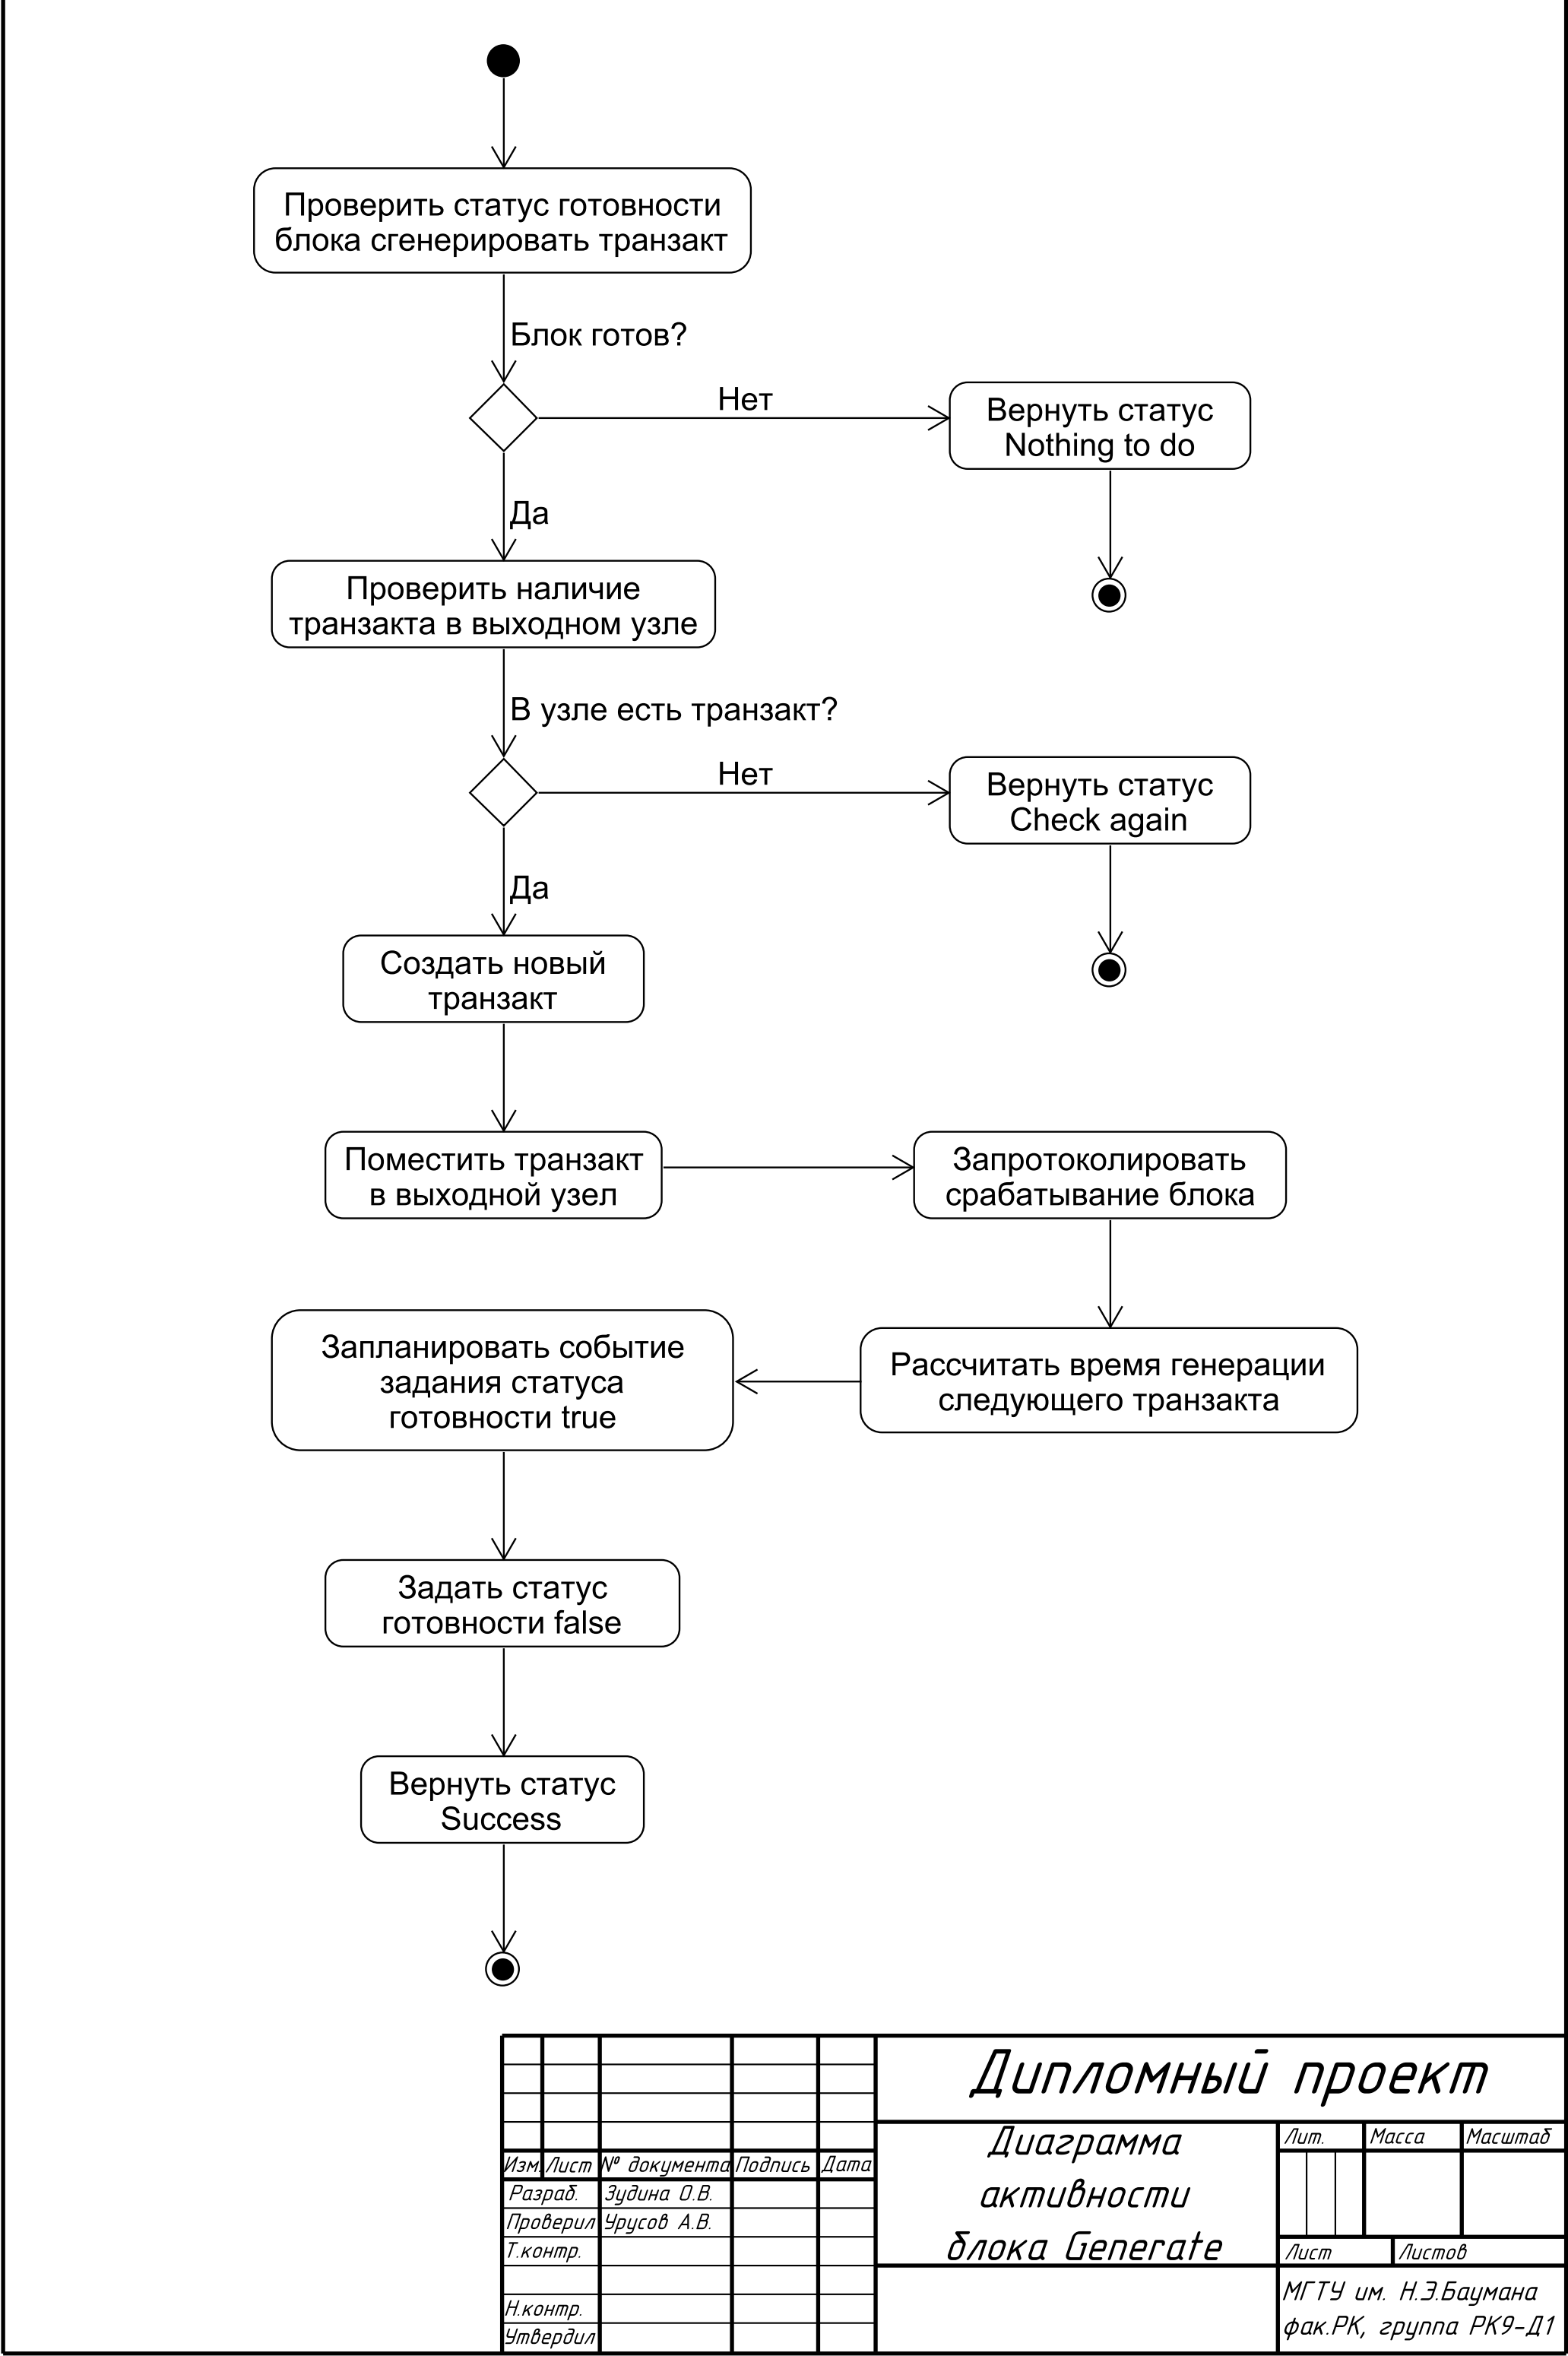 Проверить статус готовности
блока сгенерировать транзакт
Блок готов?
Нет
Вернуть статус
Nothing to do
Да
Проверить наличие
транзакта в выходном узле
В узле есть транзакт?
Нет
Вернуть статус
Check again
Да
Создать новый
транзакт
Поместить транзакт
в выходной узел
Запротоколировать
срабатывание блока
Запланировать событие
задания статуса
готовности true
Рассчитать время генерации
следующего транзакта
Задать статус
готовности false
Вернуть статус
Success
Дипломный проект
Диаграмма
активности
блока Generate
Лит. Масса Масштаб
Изм. Лист № документа Подпись Дата
Разраб. Зудина О.В.
Проверил Урусов А.В.
Т.контр.
Лист Листов
Н.контр.
Утвердил
МГТУ им. Н.Э.Баумана
фак.РК, группа РК9-Д1